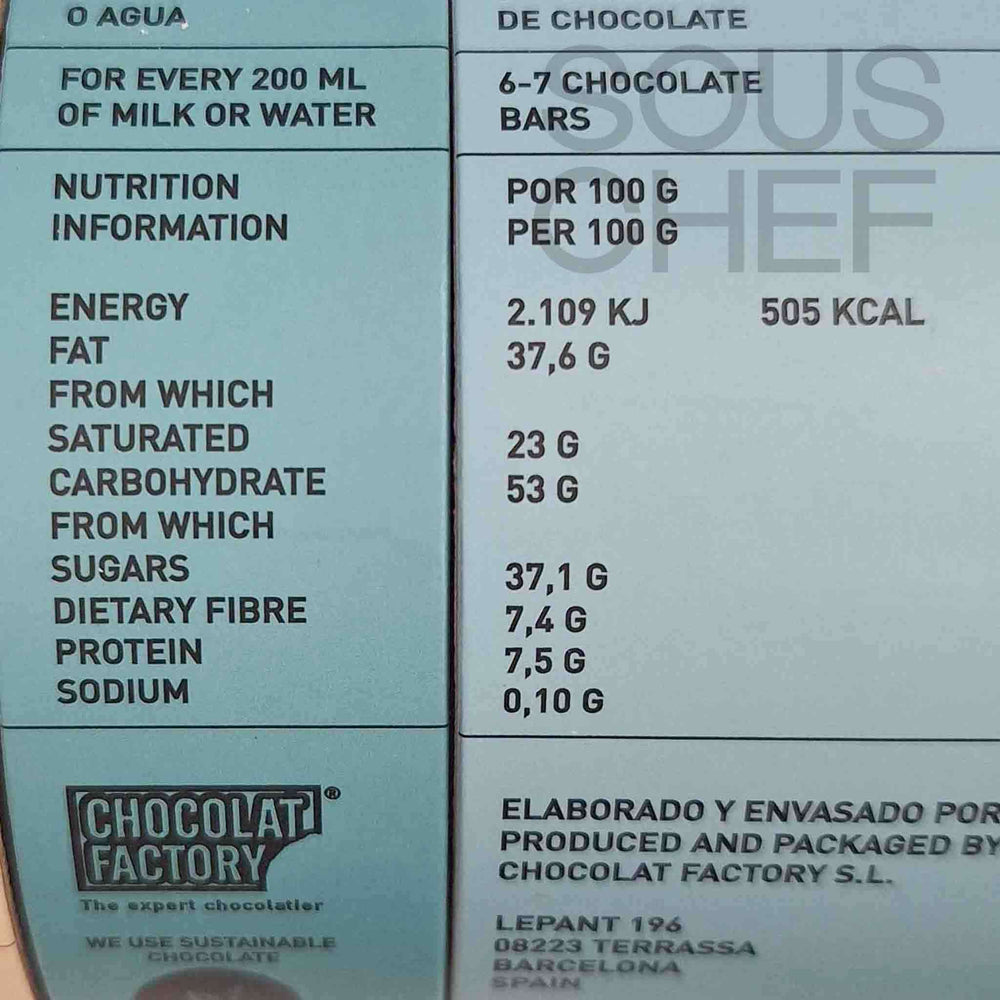 O AGUA
DE CHOCOLATE
FOR EVERY 200 ML
OF MILK OR WATER
6-7 CHOCOLATE
BARS
SOUS
CHEF
NUTRITION
INFORMATION
POR 100 G
PER 100 G
ENERGY 2.109 KJ 505 KCAL
FAT 37,6 G
FROM WHICH
SATURATED 23 G
CARBOHYDRATE 53 G
FROM WHICH
SUGARS 37,1 G
DIETARY FIBRE 7,4 G
PROTEIN 7,5 G
SODIUM 0,10 G
CHOCOLAT®
FACTORY
The expert chocolatier
WE USE SUSTAINABLE
CHOCOLATE
ELABORADO Y ENVASADO POR
PRODUCED AND PACKAGED BY
CHOCOLAT FACTORY S.L.
LEPANT 196
08223 TERRASSA
BARCELONA
SPAIN